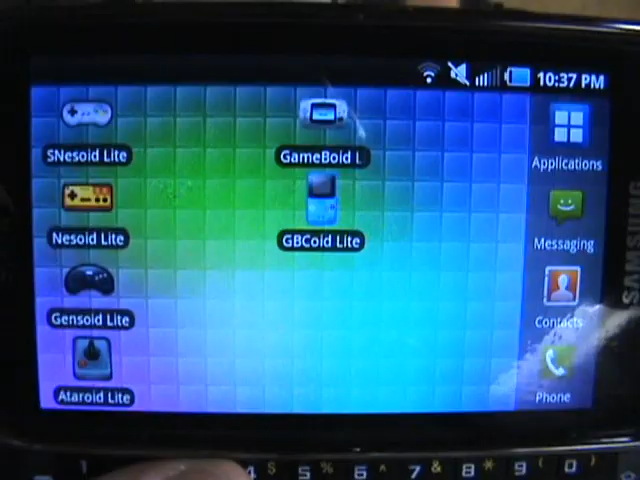 10:37 PM
SNesoid Lite
GameBoid L
Applications
Nesoid Lite
GBCoid Lite
Messaging
Gensoid Lite
Contacts
Ataroid Lite
Phone
SAMSUNG
1
4 $ 5 % 6 ^ 7 & 8 * 9 ( 0 )